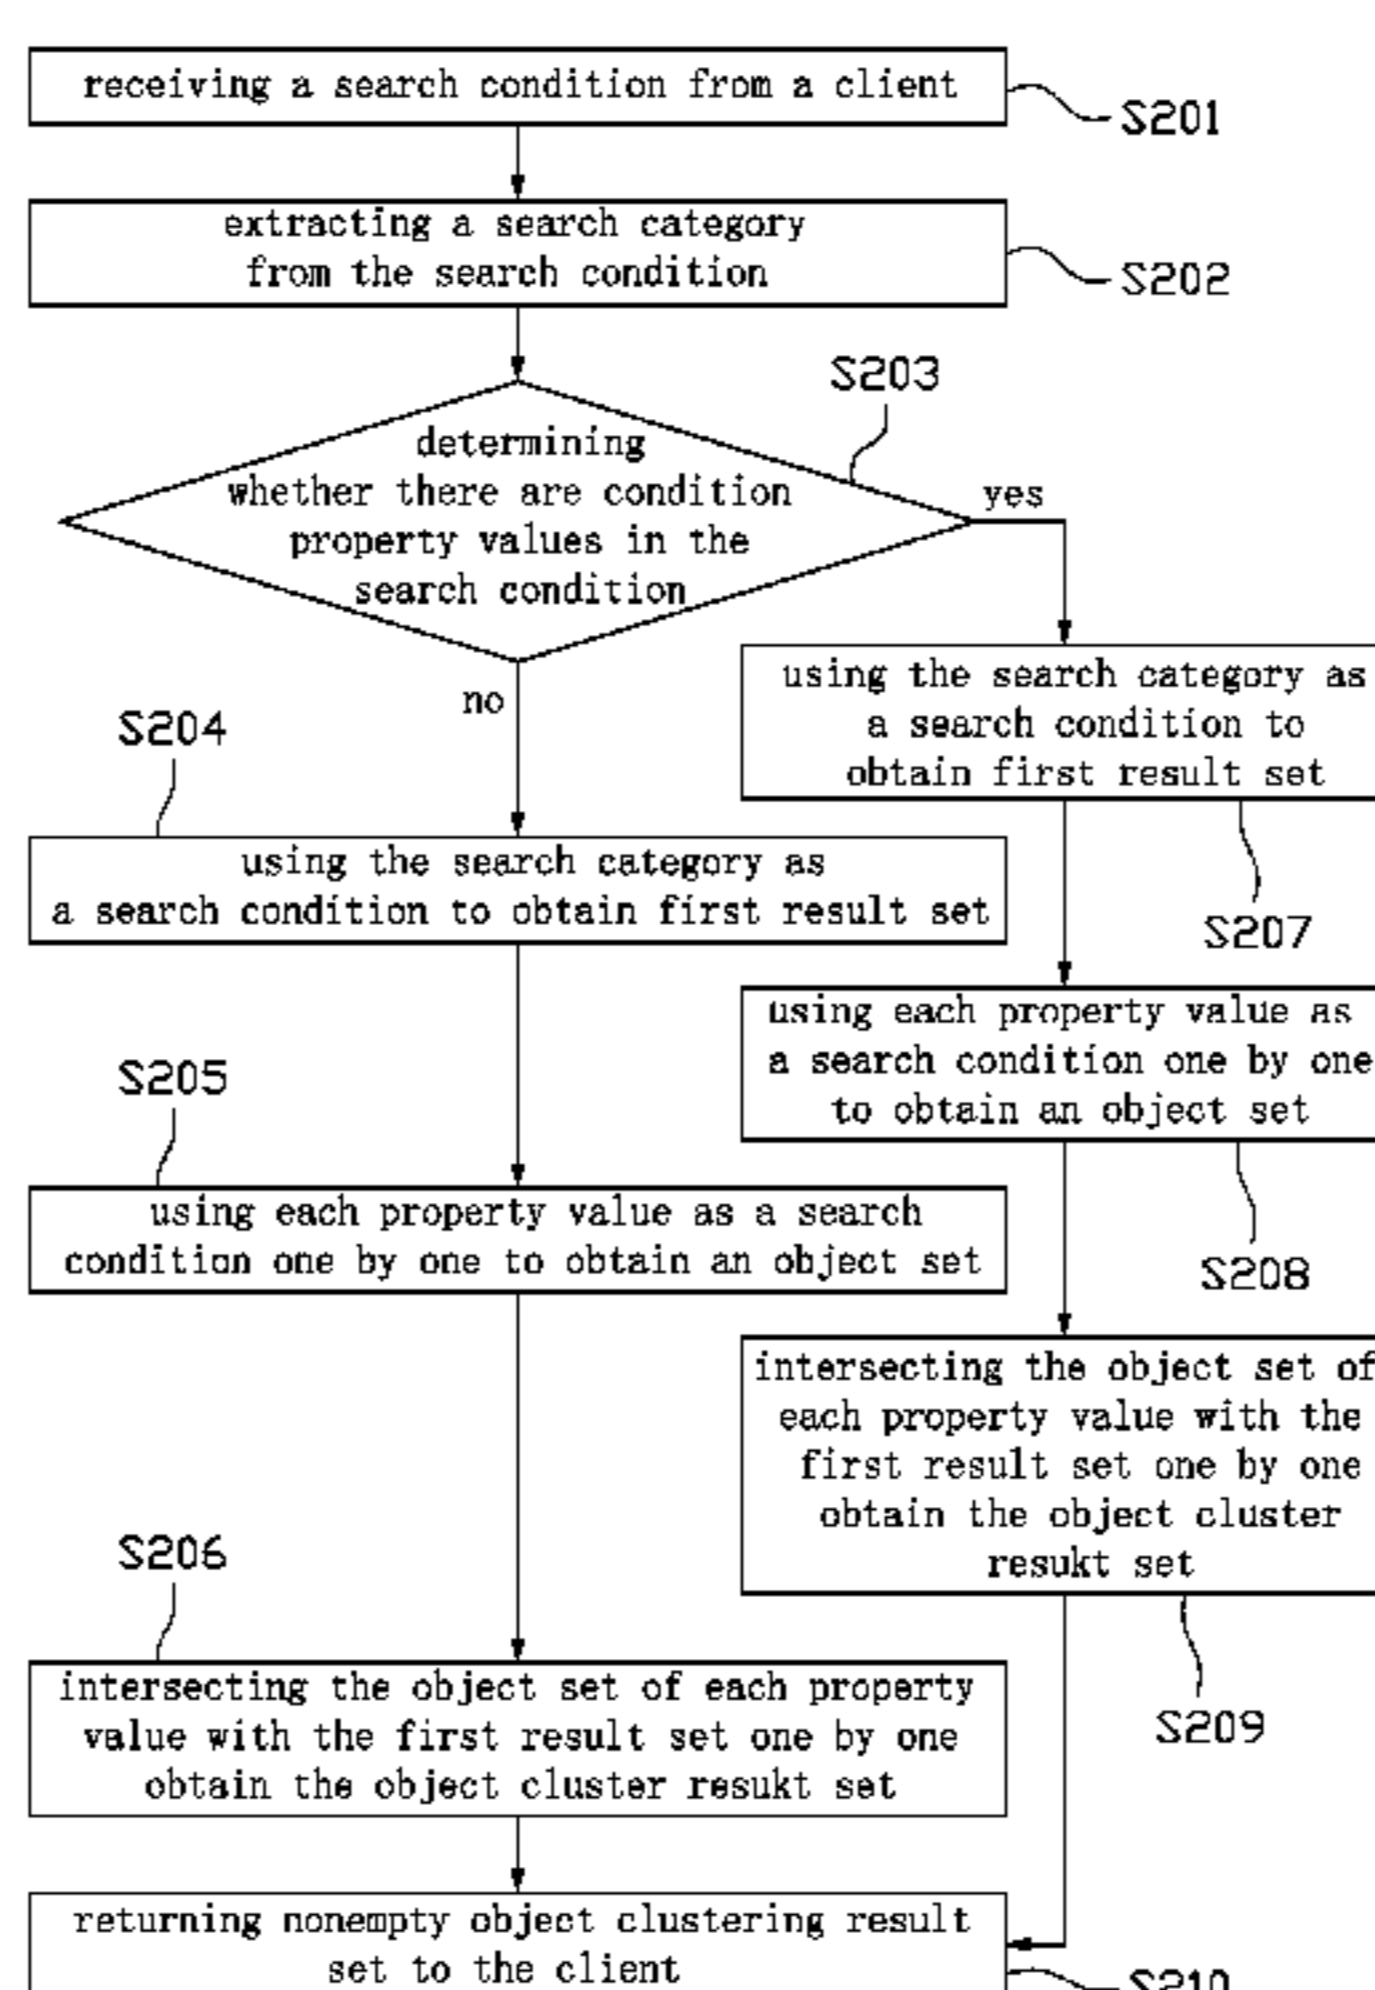 receiving a search condition from a client
S201
extracting a search category
from the search condition
S202
S203
determining
whether there are condition
property values in the
search condition
yes
no
using the search category as
a search condition to
obtain first result set
S207
S204
using the search category as
a search condition to obtain first result set
using each property value as
a search condition one by one
to obtain an object set
S208
S205
using each property value as a search
condition one by one to obtain an object set
intersecting the object set of
each property value with the
first result set one by one
obtain the object cluster
resukt set
S209
S206
intersecting the object set of each property
value with the first result set one by one
obtain the object cluster resukt set
returning nonempty object clustering result
set to the client
S210